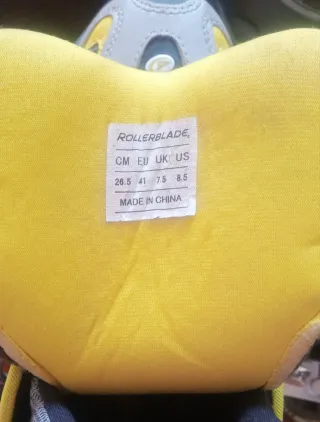 ROLLERBLADE.
CM EU UK US
26.5 41 7.5 8.5
MADE IN CHINA